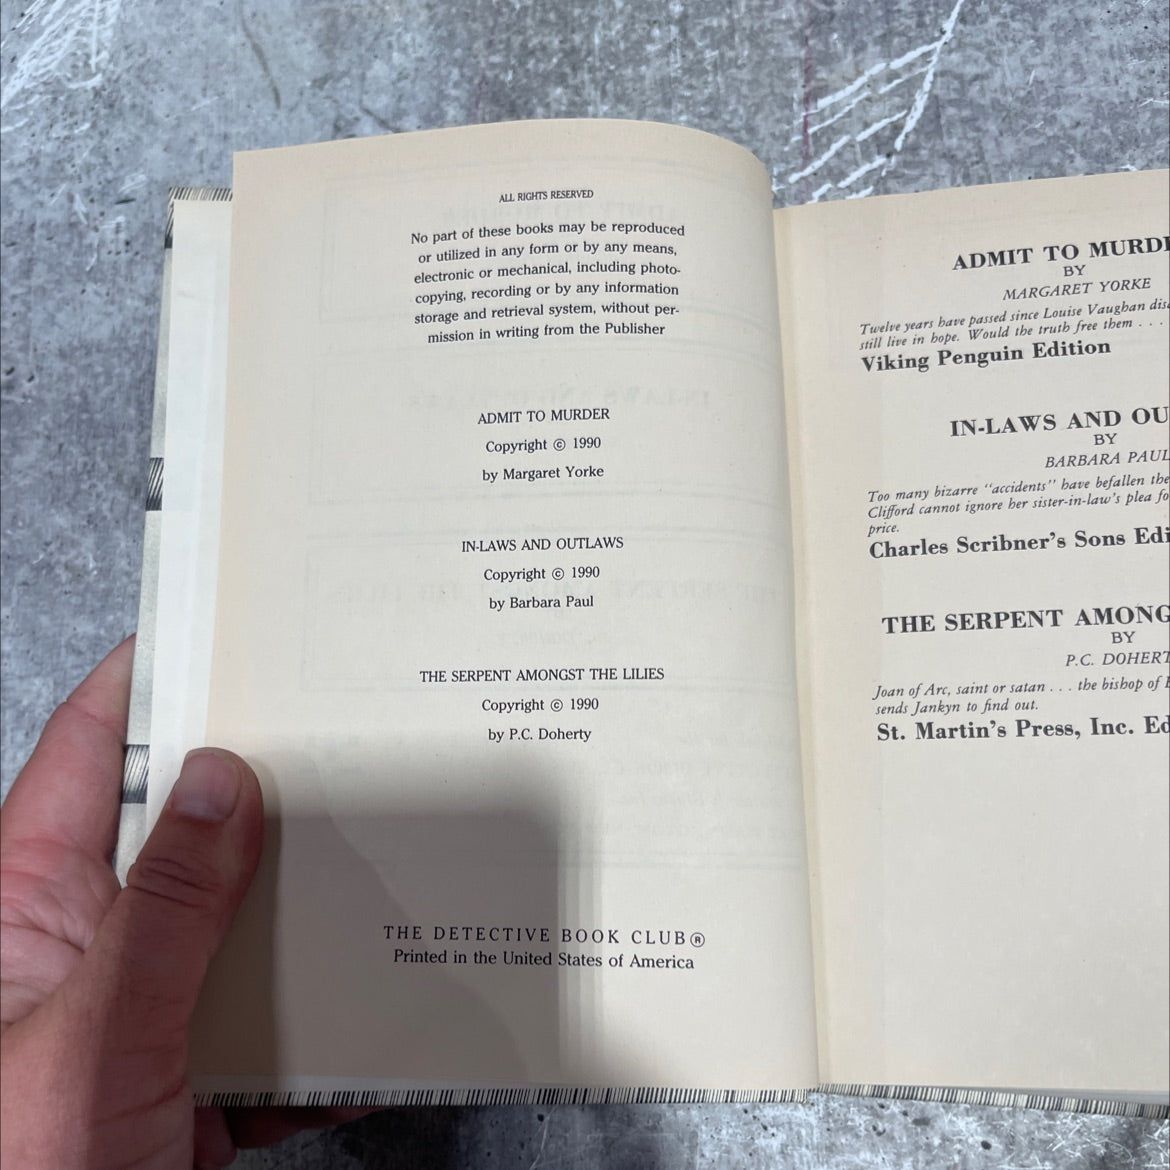 ALL RIGHTS RESERVED
No part of these books may be reproduced
or utilized in any form or by any means,
electronic or mechanical, including photo-
copying, recording or by any information
storage and retrieval system, without per-
mission in writing from the Publisher
ADMIT TO MURDER
Copyright © 1990
by Margaret Yorke
IN-LAWS AND OUTLAWS
Copyright © 1990
by Barbara Paul
THE SERPENT AMONGST THE LILIES
Copyright © 1990
by P.C. Doherty
THE DETECTIVE BOOK CLUB®
Printed in the United States of America
ADMIT TO MURDE
BY
MARGARET YORKE
Twelve years have passed since Louise Vaughan disa
still live in hope. Would the truth free them . . .
Viking Penguin Edition
IN-LAWS AND OU
BY
BARBARA PAUL
Too many bizarre "accidents" have befallen the
Clifford cannot ignore her sister-in-law's plea fo
price.
Charles Scribner's Sons Edi
THE SERPENT AMONG
BY
P.C. DOHERT
Joan of Arc, saint or satan . . . the bishop of
sends Jankyn to find out.
St. Martin's Press, Inc. Ed